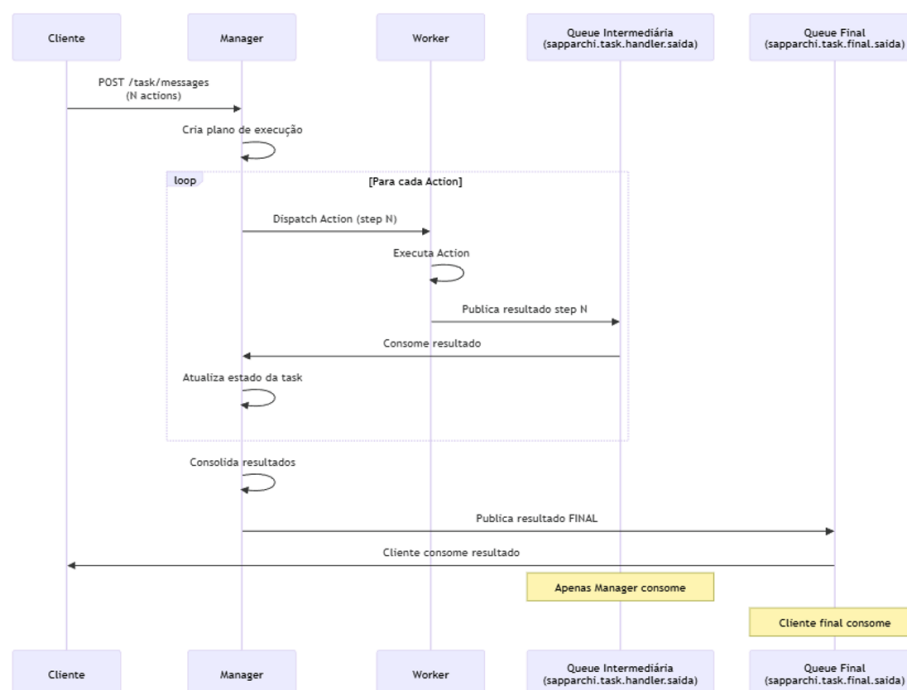 Cliente
Manager
Worker
Queue Intermediária
(sapparchi.task.handler.saida)
Queue Final
(sapparchi.task.final.saída)
POST /task/messages
(N actions)
Cria plano de execução
loop
[Para cada Action]
Dispatch Action (step N)
Executa Action
Publica resultado step N
Consome resultado
Atualiza estado da task
Consolida resultados
Publica resultado FINAL
Cliente consome resultado
Apenas Manager consome
Cliente final consome
Cliente
Manager
Worker
Queue Intermediária
(sapparchi.task.handler.saida)
Queue Final
(sapparchi.task.final.saída)